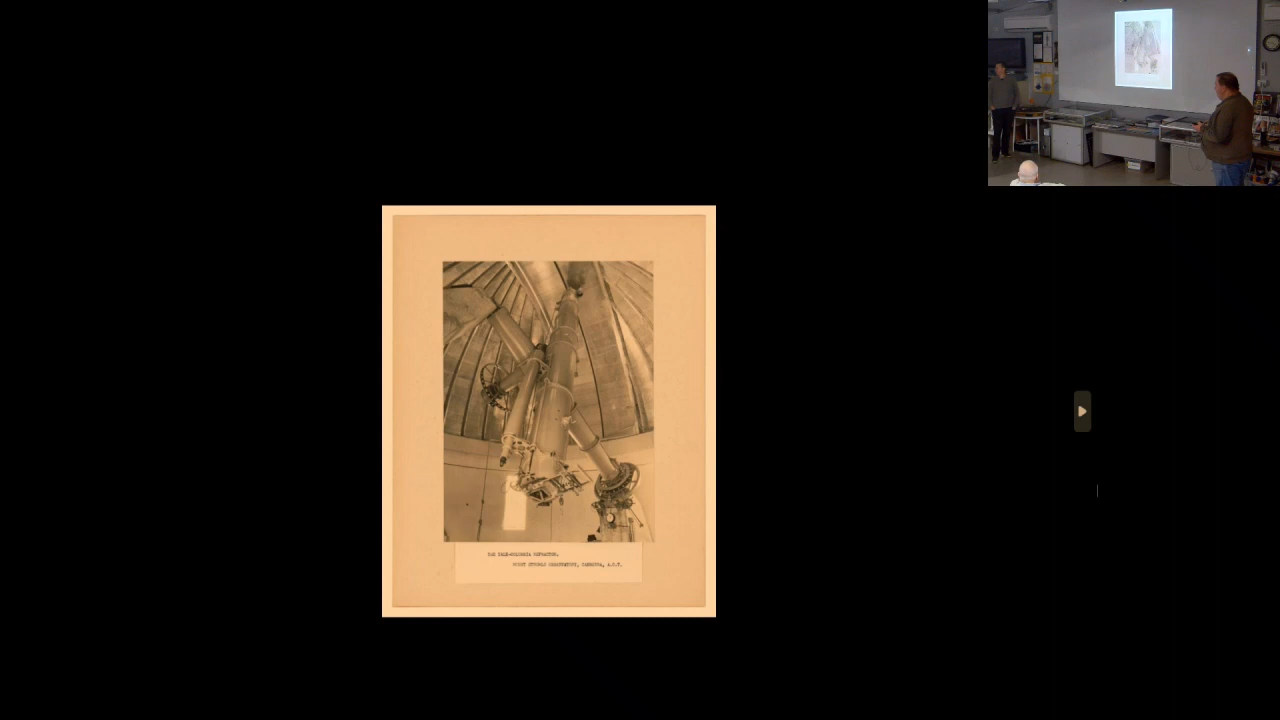 THE YALE-COLUMBIA REFRACTOR.
MOUNT STROMLO OBSERVATORY, CANBERRA, A.C.T.